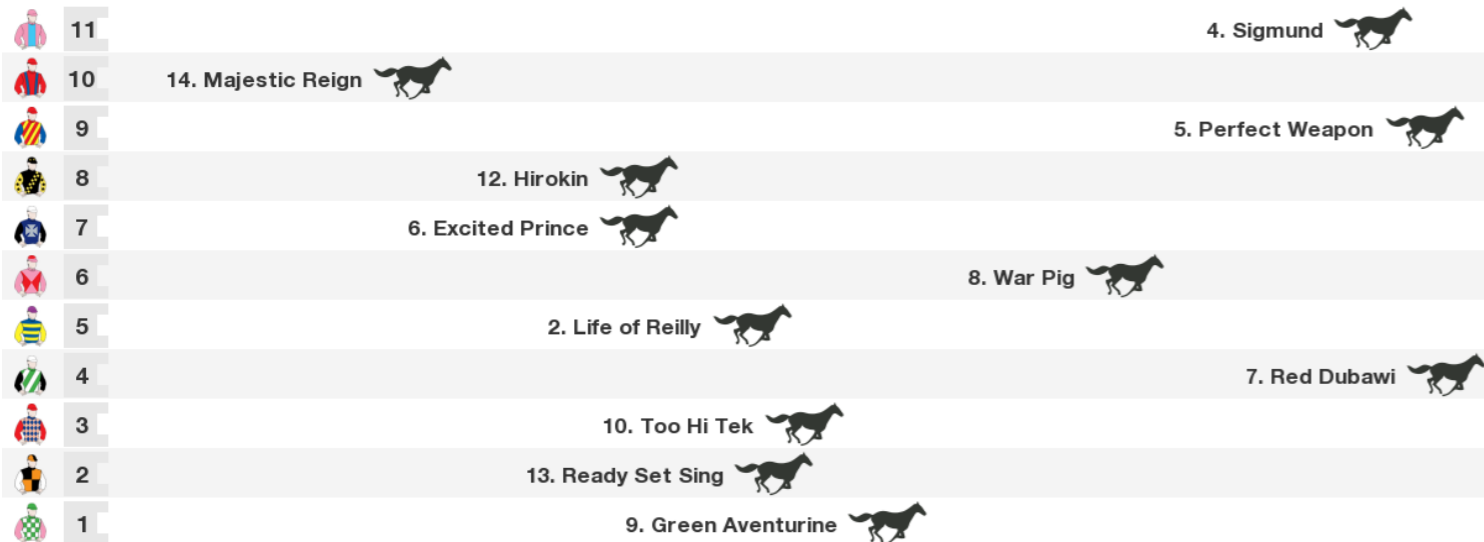 11 4. Sigmund
10 14. Majestic Reign
9 5. Perfect Weapon
8 12. Hirokin
7 6. Excited Prince
6 8. War Pig
5 2. Life of Reilly
4 7. Red Dubawi
3 10. Too Hi Tek
2 13. Ready Set Sing
1 9. Green Aventurine